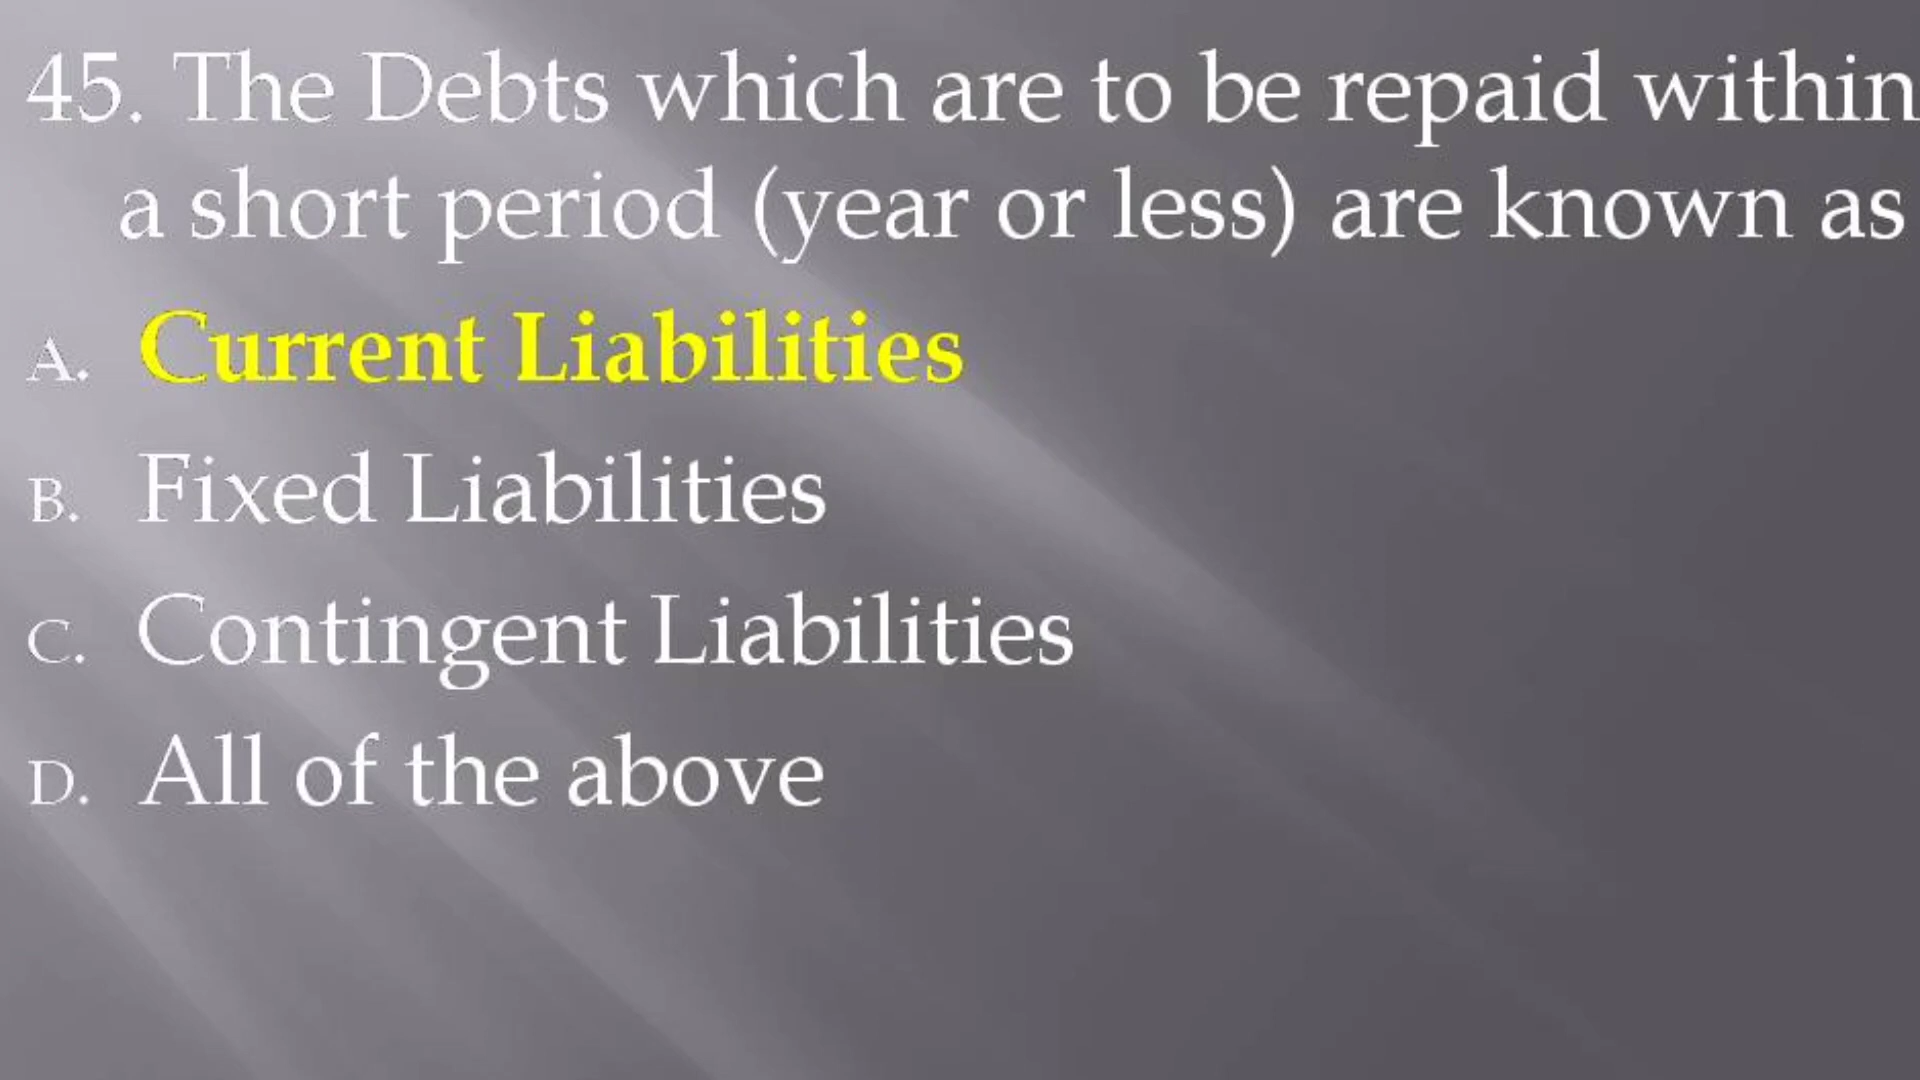 45. The Debts which are to be repaid within
a short period (year or less) are known as
A. Current Liabilities
B. Fixed Liabilities
C. Contingent Liabilities
D. All of the above